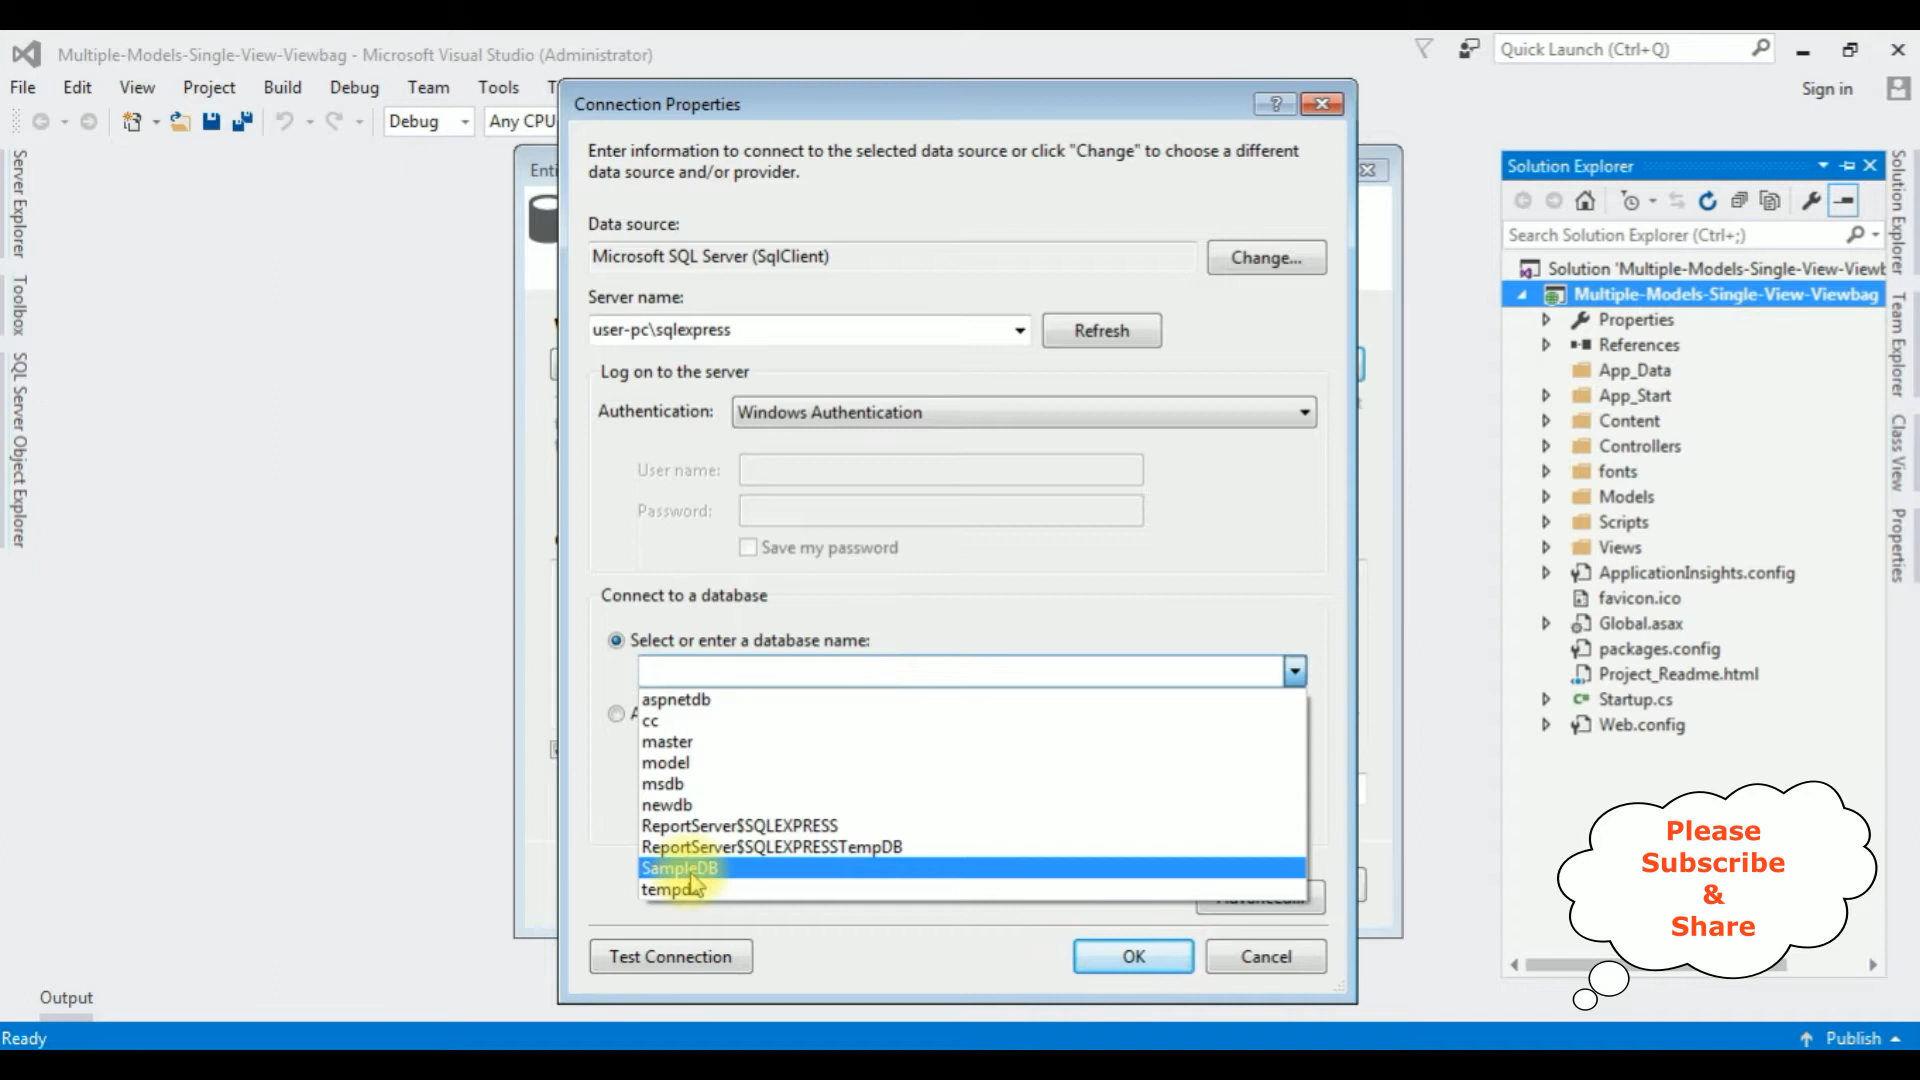 Multiple-Models-Single-View-Viewbag - Microsoft Visual Studio (Administrator)
Quick Launch (Ctrl+Q)
File Edit View Project Build Debug Team Tools
Sign in
Debug
Any CPU
Server Explorer
Toolbox
SQL Server Object Explorer
Connection Properties
Enter information to connect to the selected data source or click "Change" to choose a different
data source and/or provider.
Data source:
Microsoft SQL Server (SqlClient)
Change...
Server name:
user-pc\sqlexpress
Refresh
Log on to the server
Authentication:
Windows Authentication
User name:
Password:
Save my password
Connect to a database
Select or enter a database name:
aspnetdb
cc
master
model
msdb
newdb
ReportServer$SQLEXPRESS
ReportServer$SQLEXPRESSTempDB
SampleDB
Test Connection
OK
Cancel
Solution Explorer
Search Solution Explorer (Ctrl+;)
Solution 'Multiple-Models-Single-View-Viewb
Multiple-Models-Single-View-Viewbag
Properties
References
App_Data
App_Start
Content
Controllers
fonts
Models
Scripts
Views
ApplicationInsights.config
favicon.ico
Global.asax
packages.config
Project_Readme.html
Startup.cs
Web.config
Solution Explorer
Team Explorer
Class View
Properties
Please
Subscribe
&
Share
Output
Ready
Publish